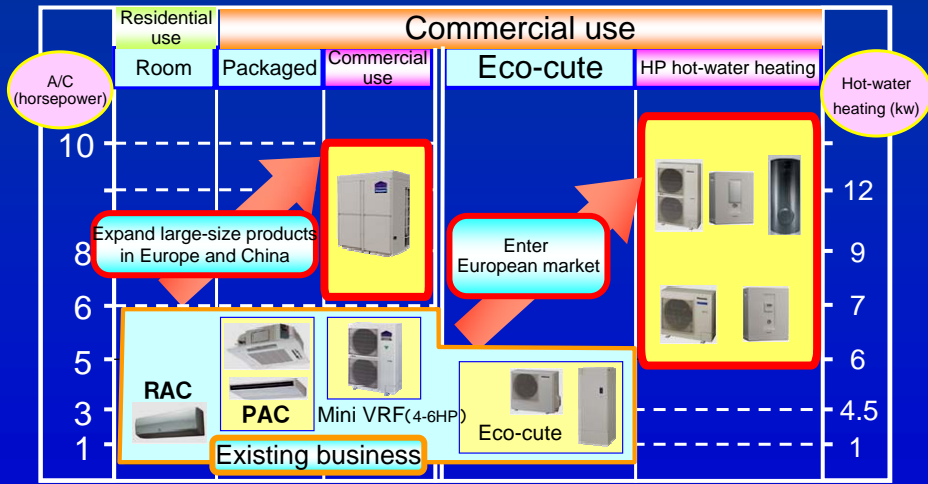 Residential
use
Commercial use
Room
Packaged
Commercial
use
Eco-cute
HP hot-water heating
A/C
(horsepower)
Hot-water
heating (kw)
10
12
Expand large-size products
in Europe and China
Enter
European market
8
9
6
7
5
6
RAC
PAC
Mini VRF(4-6HP)
Eco-cute
3
4.5
1
1
Existing business